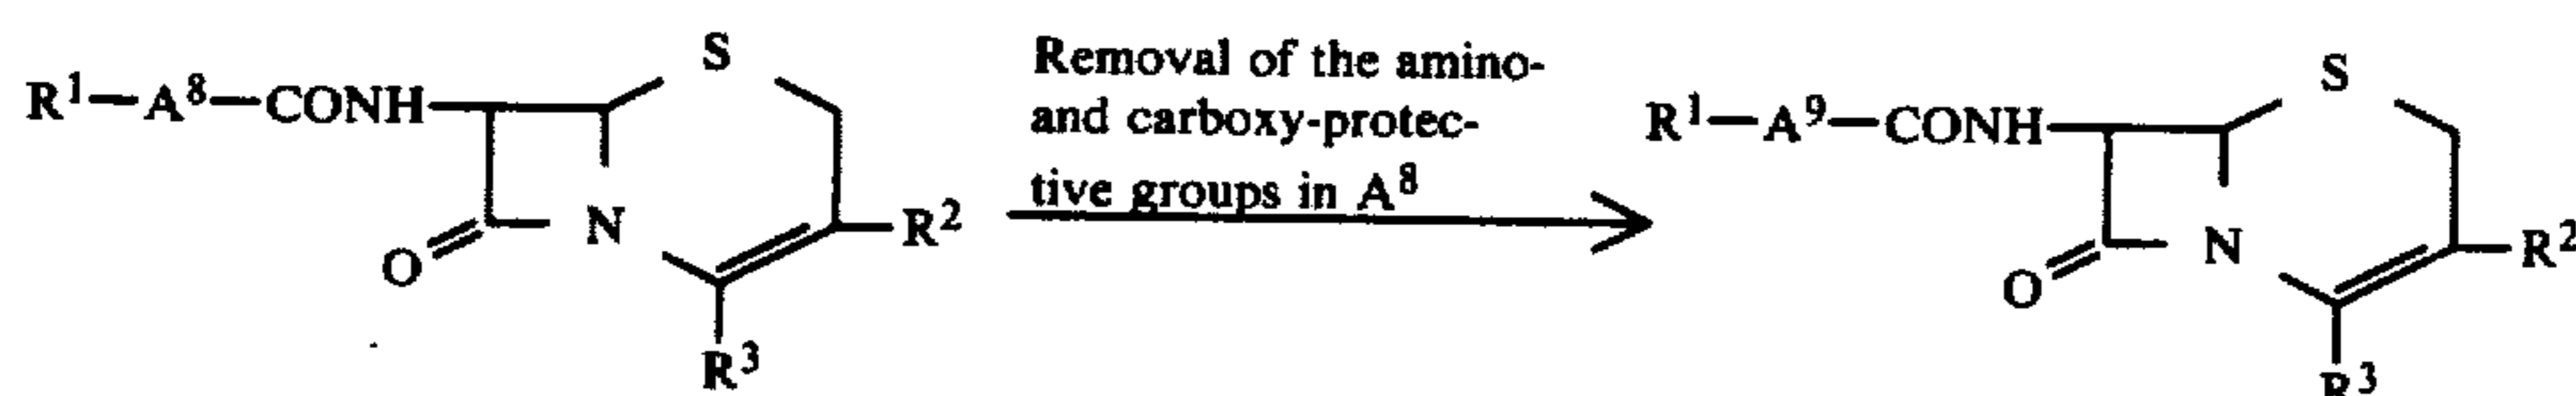 S
Removal of the amino-
S
R¹—A⁸—CONH
and carboxy-protec-
R¹—A⁹—CONH
tive groups in A⁸
N
R²
N
R²
O
O
R³
R³